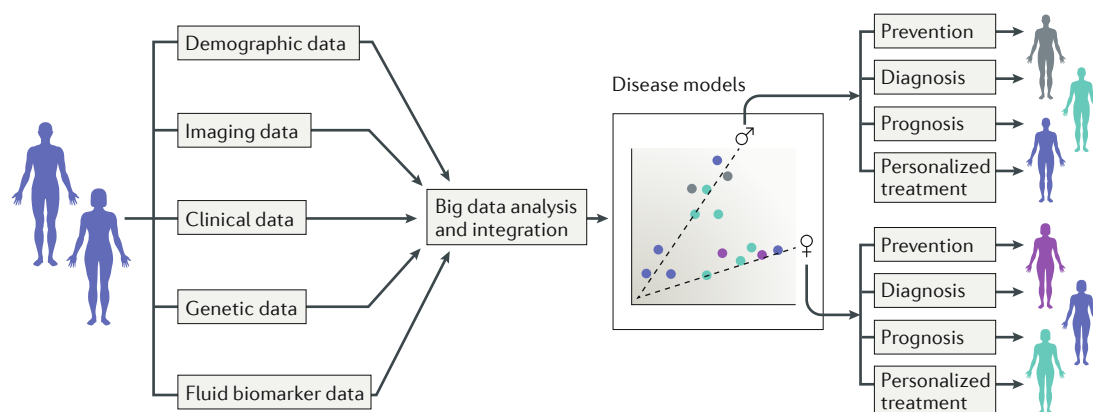 Demographic data
Imaging data
Clinical data
Genetic data
Fluid biomarker data
Big data analysis
and integration
Disease models
♂
♀
Prevention
Diagnosis
Prognosis
Personalized
treatment
Prevention
Diagnosis
Prognosis
Personalized
treatment